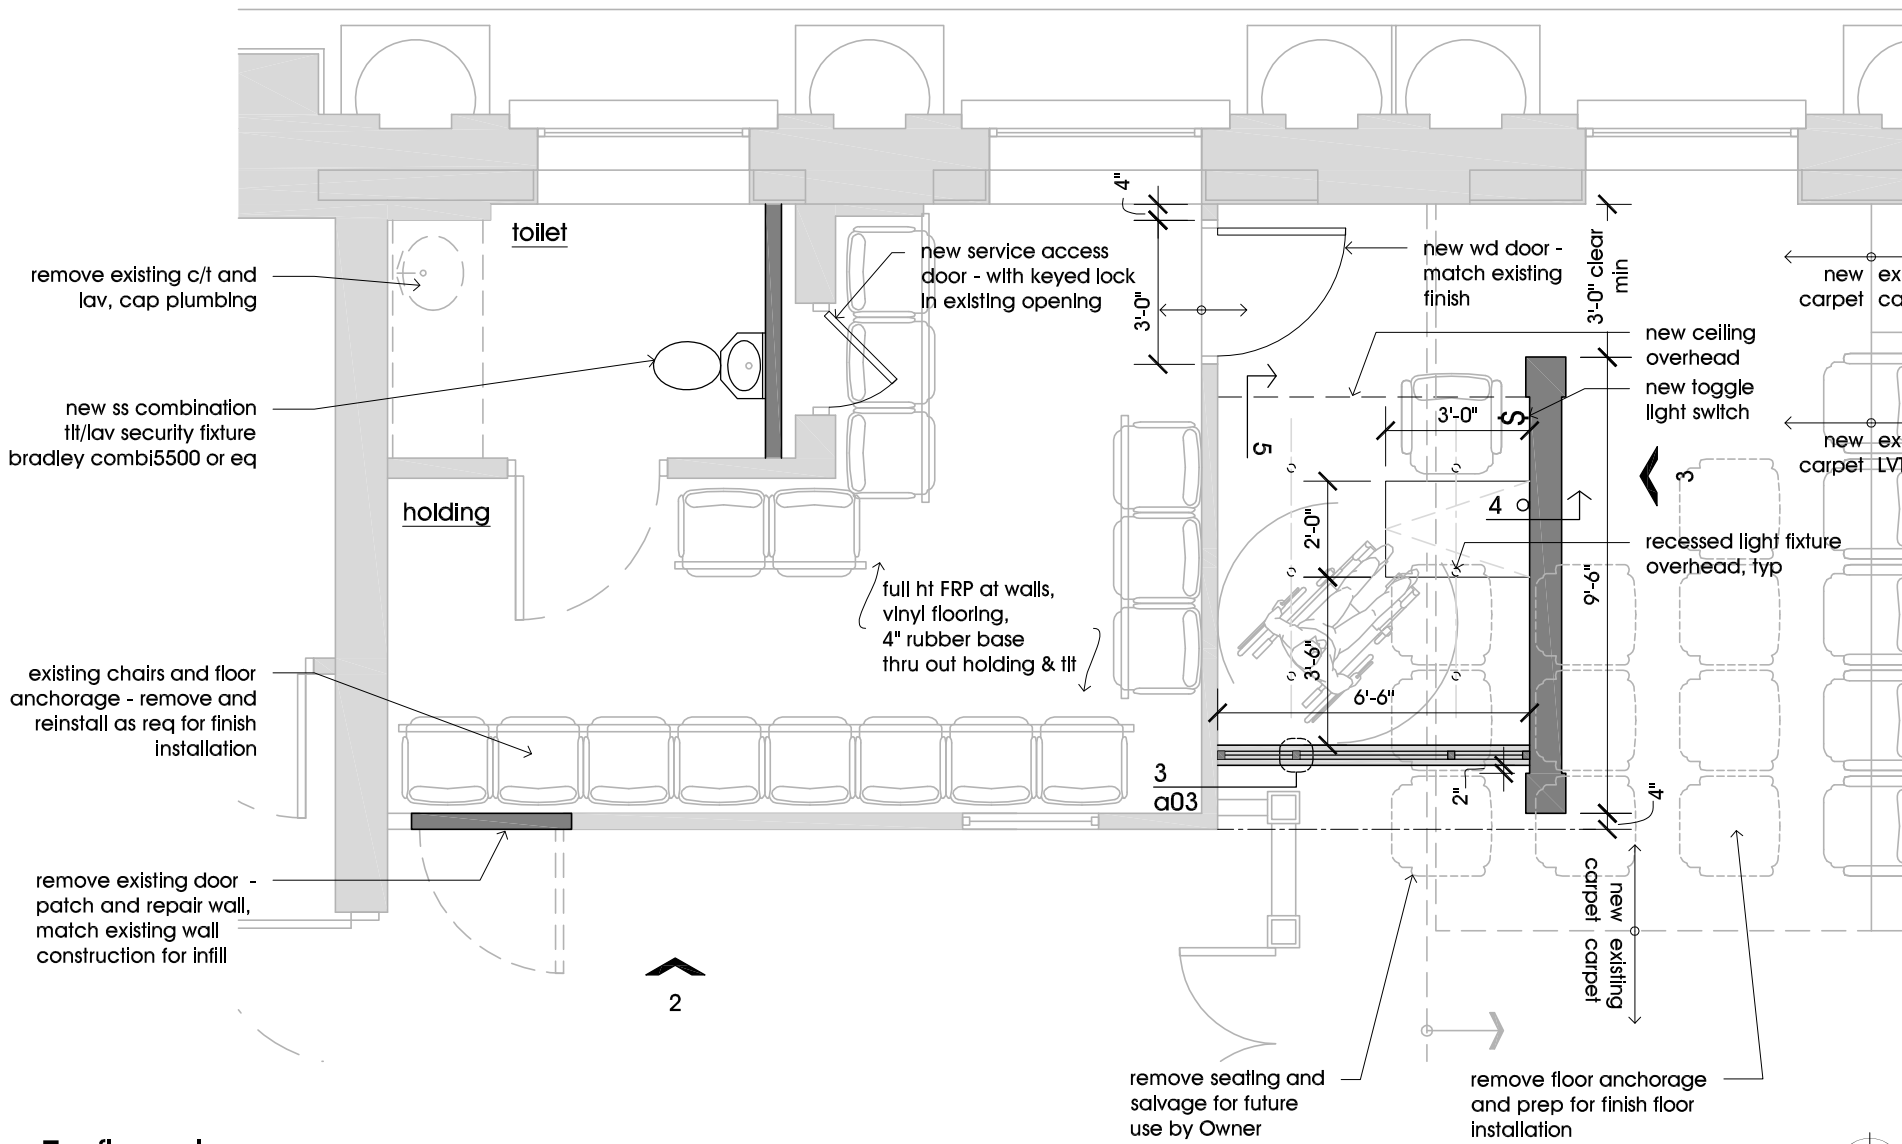 toilet
remove existing c/t and
lav, cap plumbing
new ss combination
tlt/lav security fixture
bradley combi5500 or eq
holding
existing chairs and floor
anchorage - remove and
reinstall as req for finish
installation
remove existing door -
patch and repair wall,
match existing wall
construction for infill
2
new service access
door - with keyed lock
in existing opening
full ht FRP at walls,
vinyl flooring,
4" rubber base
thru out holding & tlt
4"
3'-0"
new wd door -
match existing
finish
3'-0" clear
min
new ceiling
overhead
new toggle
light switch
5
3'-0"
$
2'-0"
4
3
recessed light fixture
overhead, typ
9'-6"
3'-6"
6'-6"
3
a03
2"
4"
new
carpet
existing
carpet
new
carpet
new
carpet
remove seating and
salvage for future
use by Owner
remove floor anchorage
and prep for finish floor
installation